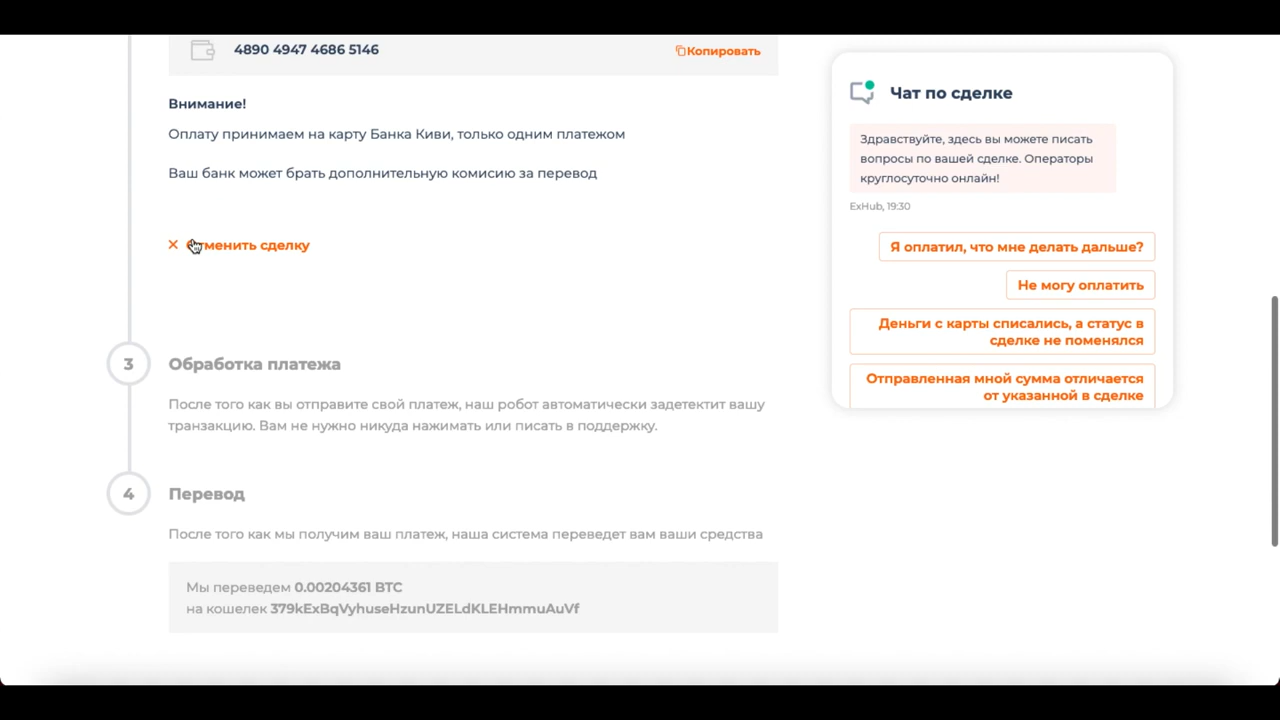 4890 4947 4686 5146
Копировать
Внимание!
Оплату принимаем на карту Банка Киви, только одним платежом
Ваш банк может брать дополнительную комисию за перевод
Отменить сделку
3
Обработка платежа
После того как вы отправите свой платеж, наш робот автоматически задетектит вашу
транзакцию. Вам не нужно никуда нажимать или писать в поддержку.
4
Перевод
После того как мы получим ваш платеж, наша система переведет вам ваши средства
Мы переведем 0.00204361 BTC
на кошелек 379kExBqVyhuseHzunUZELdKLEHmmuAuVf
Чат по сделке
Здравствуйте, здесь вы можете писать
вопросы по вашей сделке. Операторы
круглосуточно онлайн!
ExHub, 19:30
Я оплатил, что мне делать дальше?
Не могу оплатить
Деньги с карты списались, а статус в
сделке не поменялся
Отправленная мной сумма отличается
от указанной в сделке